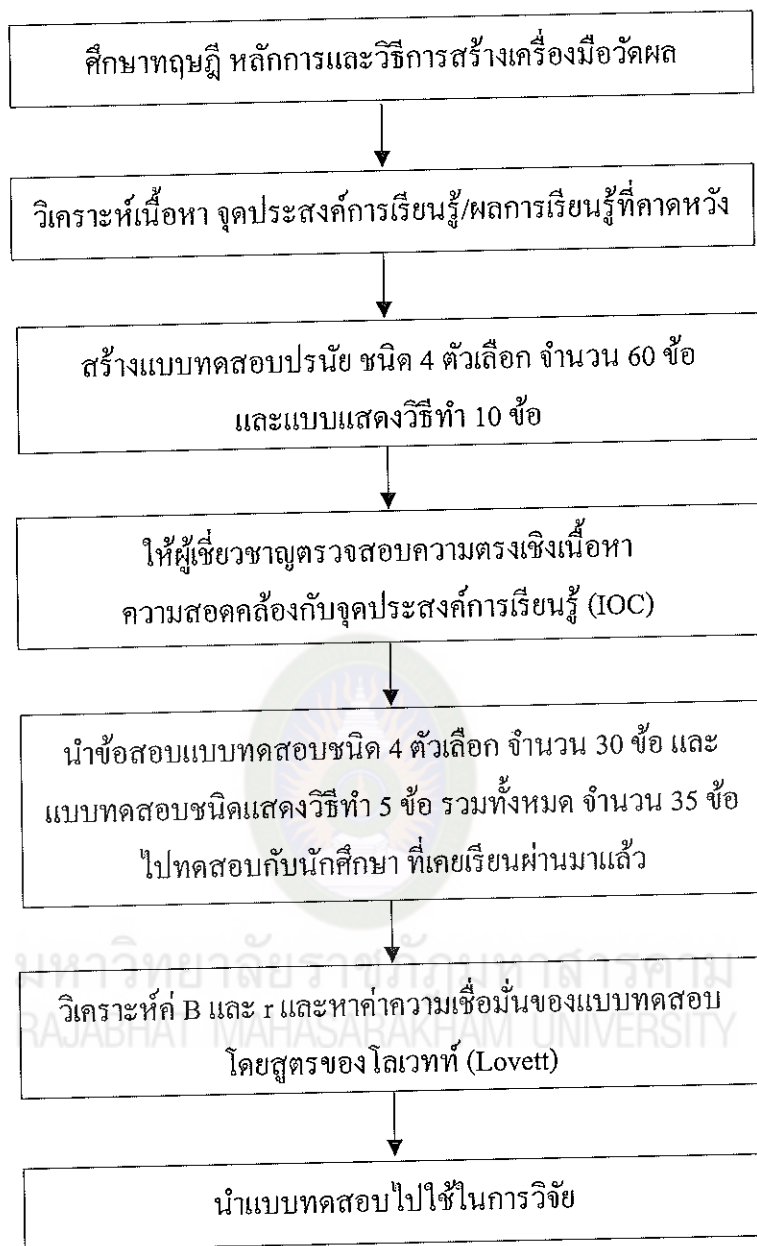 ศึกษาทฤษฎี หลักการและวิธีการสร้างเครื่องมือวัดผล
วิเคราะห์เนื้อหา จุดประสงค์การเรียนรู้/ผลการเรียนรู้ที่คาดหวัง
สร้างแบบทดสอบปรนัย ชนิด 4 ตัวเลือก จำนวน 60 ข้อ
และแบบแสดงวิธีทำ 10 ข้อ
ให้ผู้เชี่ยวชาญตรวจสอบความตรงเชิงเนื้อหา
ความสอดคล้องกับจุดประสงค์การเรียนรู้ (IOC)
นำข้อสอบแบบทดสอบชนิด 4 ตัวเลือก จำนวน 30 ข้อ และ
แบบทดสอบชนิดแสดงวิธีทำ 5 ข้อ รวมทั้งหมด จำนวน 35 ข้อ
ไปทดสอบกับนักศึกษา ที่เคยเรียนผ่านมาแล้ว
มหาวิทยาลัยราชภัฏมหาสารคาม
วิเคราะห์ค่ B และ r และหาค่าความเชื่อมั่นของแบบทดสอบ
RAJABHAT MAHASARAKHAM UNIVERSITY
โดยสูตรของโลเวทท์ (Lovett)
นำแบบทดสอบไปใช้ในการวิจัย